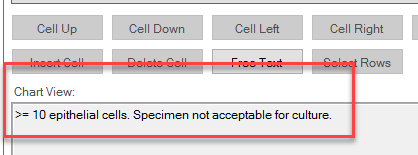 Cell Up Cell Down Cell Left Cell Right
Insert Cell Delete Cell Free Text Select Rows
Chart View:
>= 10 epithelial cells. Specimen not acceptable for culture.